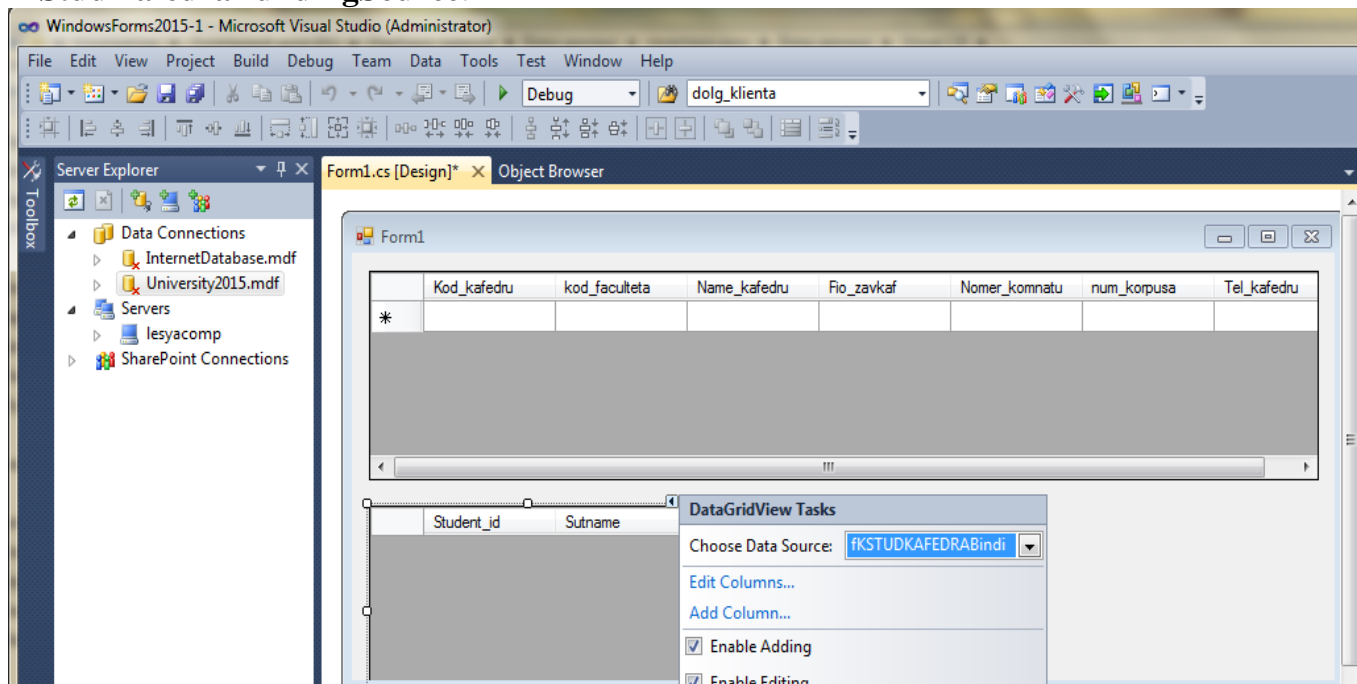 WindowsForms2015-1 - Microsoft Visual Studio (Administrator)
File Edit View Project Build Debug Team Data Tools Test Window Help
Debug dolg_klienta
Toolbox
Server Explorer
Data Connections
InternetDatabase.mdf
University2015.mdf
Servers
lesyacomp
SharePoint Connections
Form1.cs [Design]* Object Browser
Form1
Kod_kafedru kod_faculteta Name_kafedru Fio_zavkaf Nomer_komnatu num_korpusa Tel_kafedru
Student_id Sutname
DataGridView Tasks
Choose Data Source: fKSTUDKAFEDRABindi
Edit Columns...
Add Column...
Enable Adding
Enable Editing